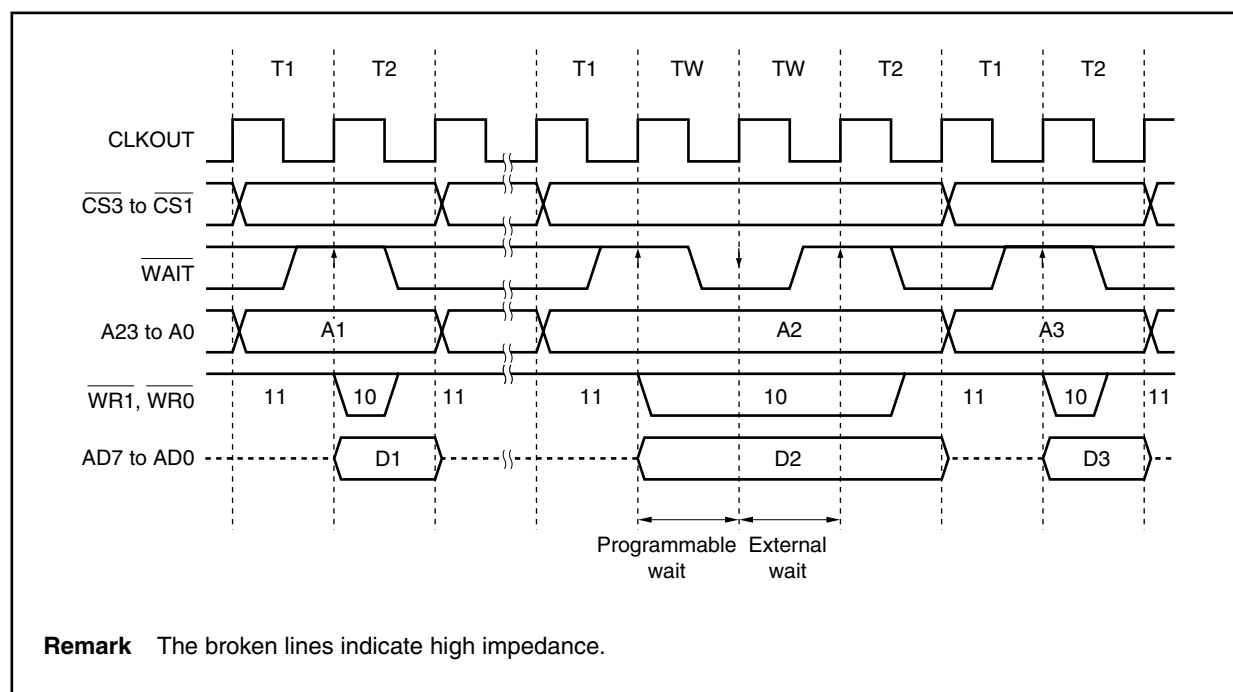 T1 T2 T1 TW TW T2 T1 T2
CLKOUT
CS3 to CS1
WAIT
A23 to A0 A1 A2 A3
WR1, WR0 11 10 11 11 10 11 10 11
AD7 to AD0 D1 D2 D3
Programmable External
wait wait
Remark The broken lines indicate high impedance.